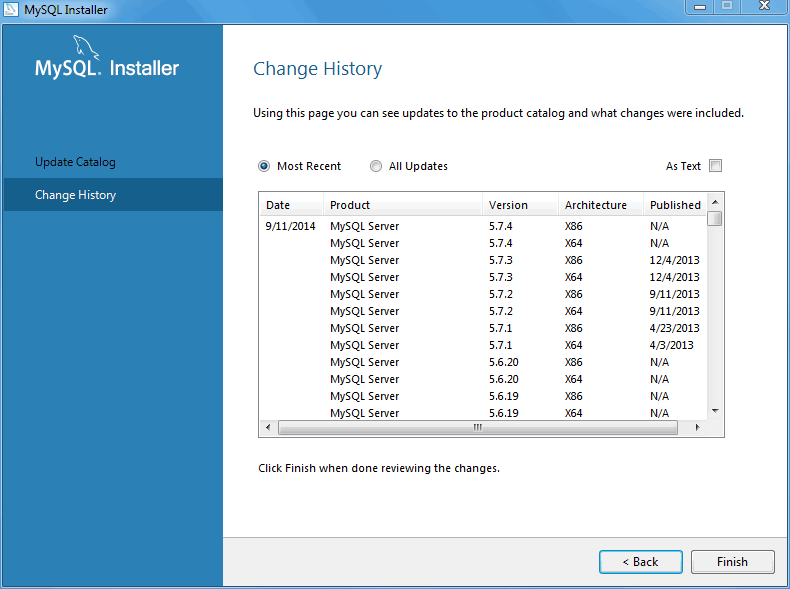 MySQL Installer
MySQL. Installer
Update Catalog
Change History
Change History
Using this page you can see updates to the product catalog and what changes were included.
Most Recent All Updates As Text
Date Product Version Architecture Published
9/11/2014 MySQL Server 5.7.4 X86 N/A
MySQL Server 5.7.4 X64 N/A
MySQL Server 5.7.3 X86 12/4/2013
MySQL Server 5.7.3 X64 12/4/2013
MySQL Server 5.7.2 X86 9/11/2013
MySQL Server 5.7.2 X64 9/11/2013
MySQL Server 5.7.1 X86 4/23/2013
MySQL Server 5.7.1 X64 4/3/2013
MySQL Server 5.6.20 X86 N/A
MySQL Server 5.6.20 X64 N/A
MySQL Server 5.6.19 X86 N/A
MySQL Server 5.6.19 X64 N/A
Click Finish when done reviewing the changes.
< Back Finish